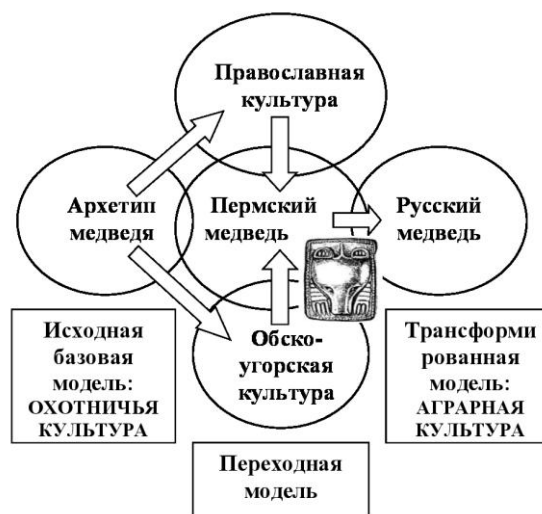 Православная
культура
Архетип
медведя
Пермский
медведь
Русский
медведь
Обско-
угорская
культура
Исходная
базовая
модель:
ОХОТНИЧЬЯ
КУЛЬТУРА
Трансформи
рованная
модель:
АГРАРНАЯ
КУЛЬТУРА
Переходная
модель